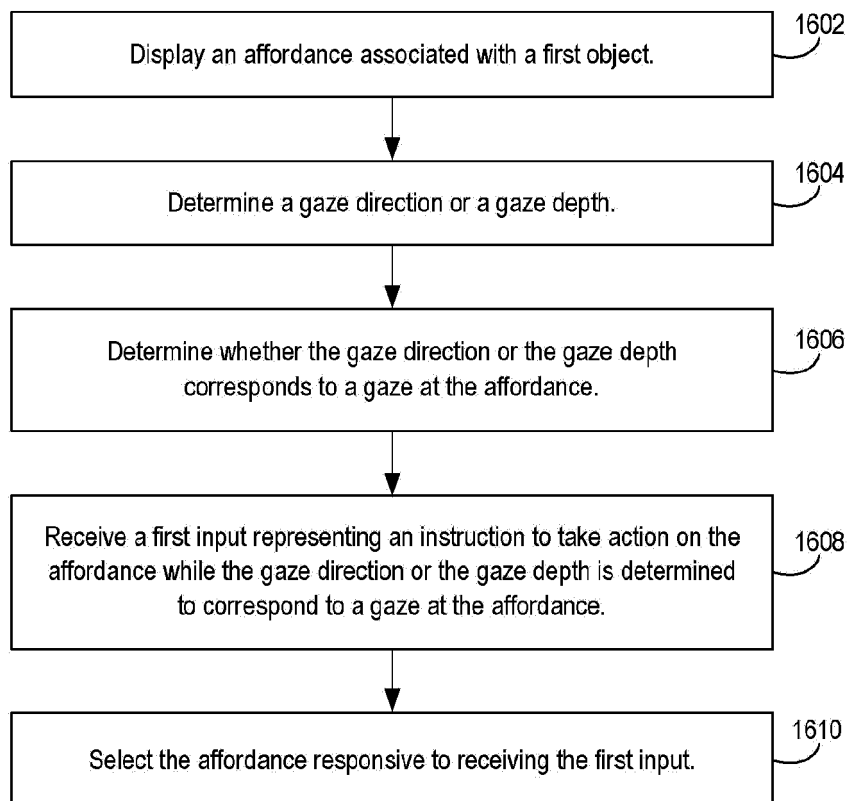 1602
Display an affordance associated with a first object.
1604
Determine a gaze direction or a gaze depth.
1606
Determine whether the gaze direction or the gaze depth
corresponds to a gaze at the affordance.
1608
Receive a first input representing an instruction to take action on the
affordance while the gaze direction or the gaze depth is determined
to correspond to a gaze at the affordance.
1610
Select the affordance responsive to receiving the first input.